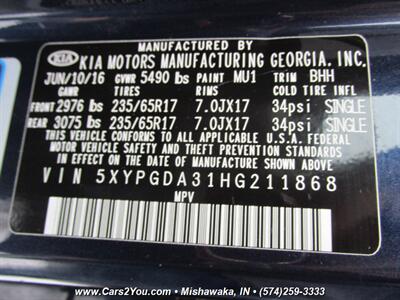 MANUFACTURED BY
KIA KIA MOTORS MANUFACTURING GEORGIA, INC.
JUN/10/16 GVWR 5490 lbs PAINT MU1 TRIM BHH
GAWR TIRES RIMS COLD TIRE INFL
FRONT 2976 lbs 235/65R17 7.0JX17 34psi SINGLE
REAR 3075 lbs 235/65R17 7.0JX17 34psi SINGLE
THIS VEHICLE CONFORMS TO ALL APPLICABLE U.S.A. FEDERAL
MOTOR VEHICLE SAFETY AND THEFT PREVENTION STANDARDS
IN EFFECT ON THE DATE OF MANUFACTURE SHOWN ABOVE.
VIN 5XYPGDA31HG211868
MPV
www.Cars2You.com - Mishawaka, IN - (574)-259-3333